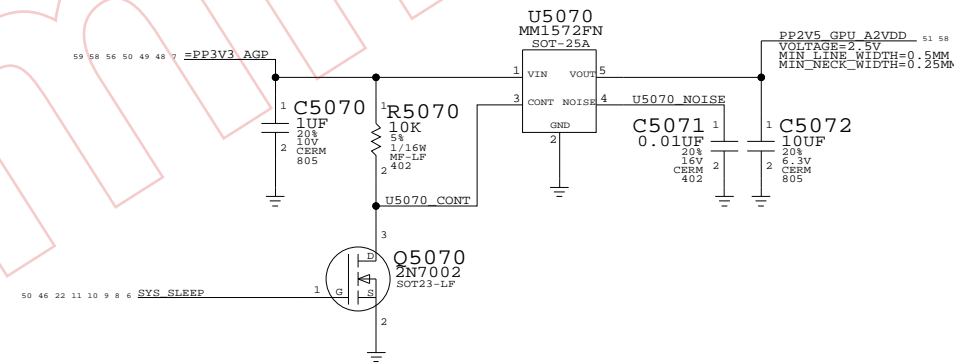 U5070
MM1572FN
SOT-25A
59 58 56 50 49 48 7 =PP3V3_AGP
PP2V5_GPU_A2VDD 51 58
VOLTAGE=2.5V
MIN_LINE_WIDTH=0.5MM
MIN_NECK_WIDTH=0.25MM
1 VIN VOUT 5
3 CONT NOISE 4
GND
2
U5070_NOISE
1 C5070
1UF
20%
10V
CERM
805
2
1 R5070
10K
5%
1/16W
MF-LF
402
2
C5071 1
0.01UF
20%
16V
CERM
402
2
1 C5072
10UF
20%
6.3V
CERM
805
2
U5070_CONT
3
D
Q5070
2N7002
SOT23-LF
50 46 22 11 10 9 8 6 SYS_SLEEP
1 G S
2